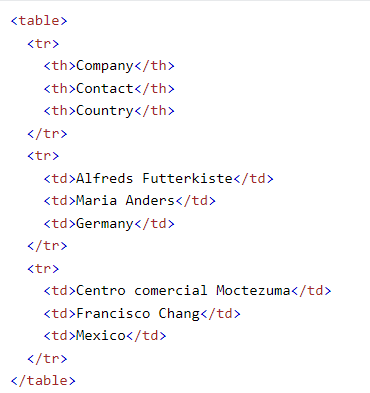 <table>
<tr>
<th>Company</th>
<th>Contact</th>
<th>Country</th>
</tr>
<tr>
<td>Alfreds Futterkiste</td>
<td>Maria Anders</td>
<td>Germany</td>
</tr>
<tr>
<td>Centro comercial Moctezuma</td>
<td>Francisco Chang</td>
<td>Mexico</td>
</tr>
</table>